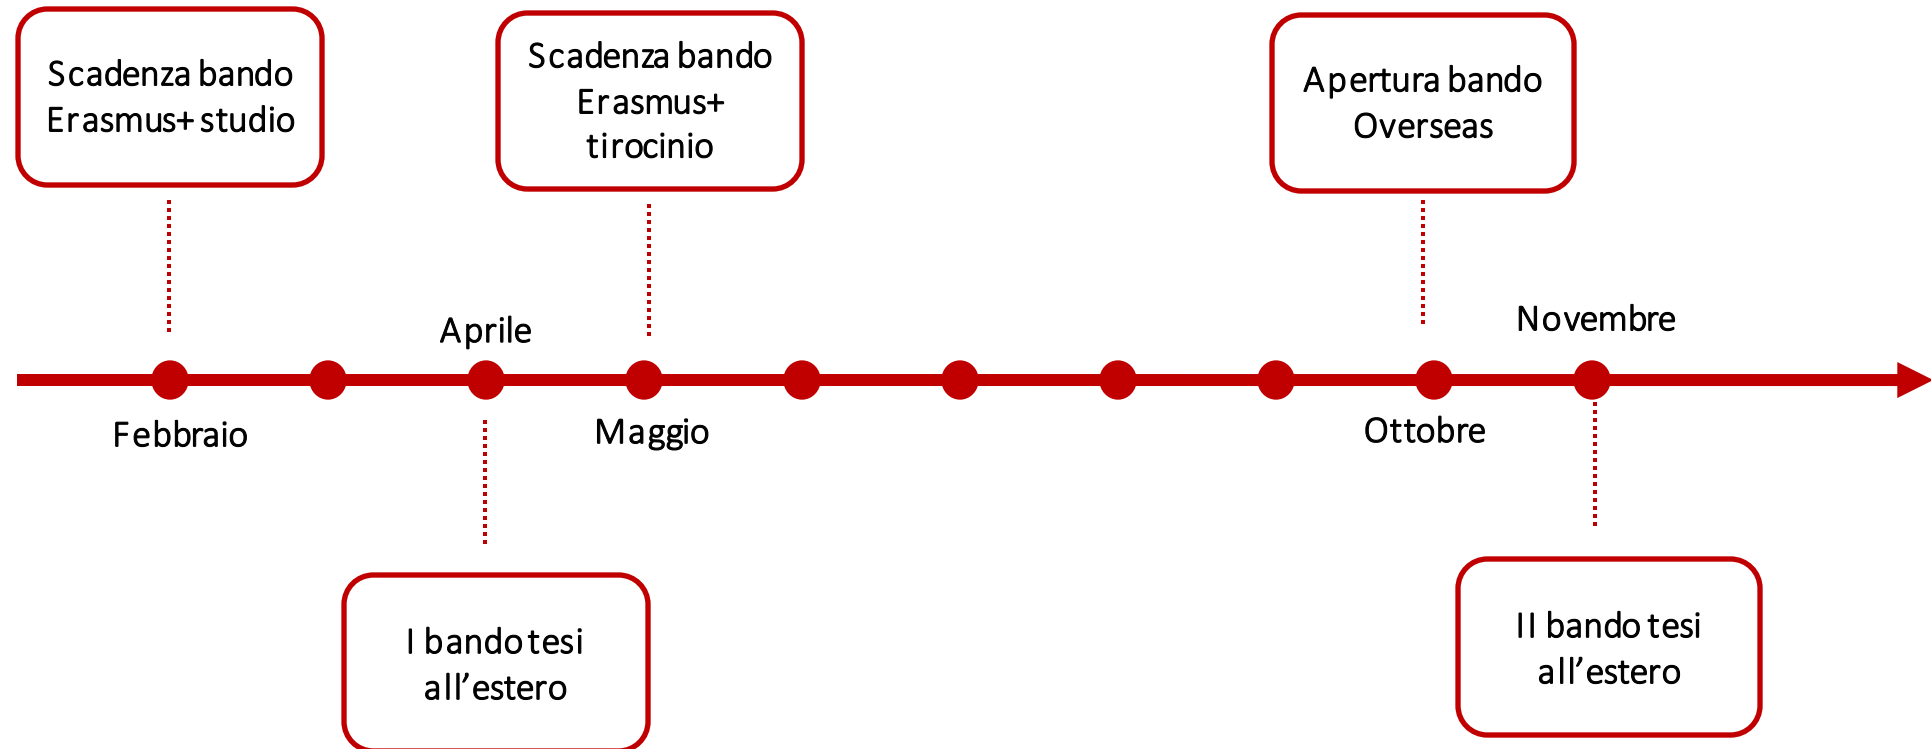 Scadenza bando
Erasmus+ studio
Scadenza bando
Erasmus+
tirocinio
Apertura bando
Overseas
Aprile
Novembre
Febbraio
Maggio
Ottobre
I bando tesi
all’estero
II bando tesi
all’estero